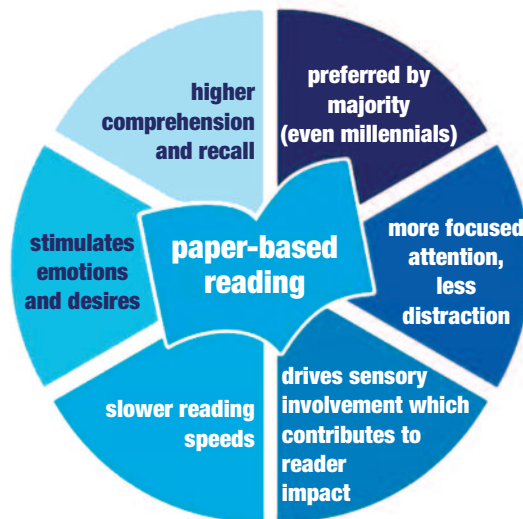 higher
comprehension
and recall
preferred by
majority
(even millennials)
stimulates
emotions
and desires
paper-based
reading
more focused
attention,
less
distraction
slower reading
speeds
drives sensory
involvement which
contributes to
reader
impact